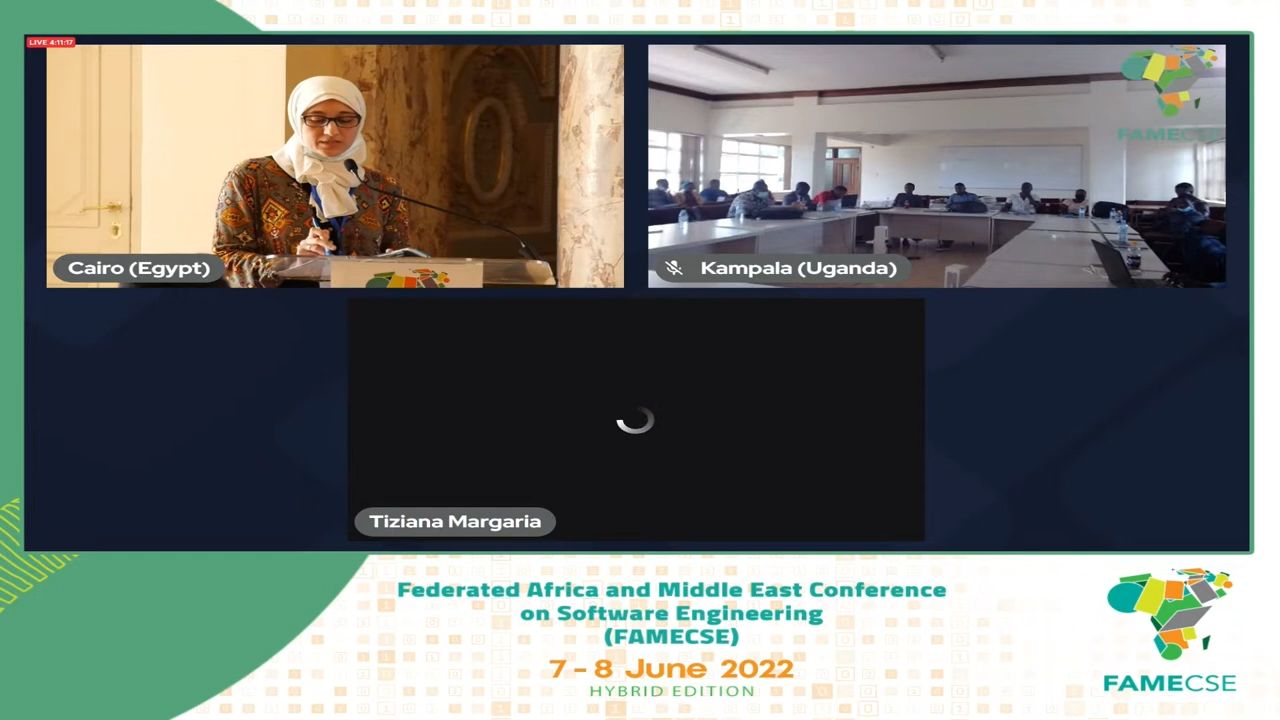 LIVE 4:11:17
Cairo (Egypt)
Kampala (Uganda)
FAMECSE
Tiziana Margaria
Federated Africa and Middle East Conference
on Software Engineering
(FAMECSE)
7 - 8 June 2022
HYBRID EDITION
FAMECSE